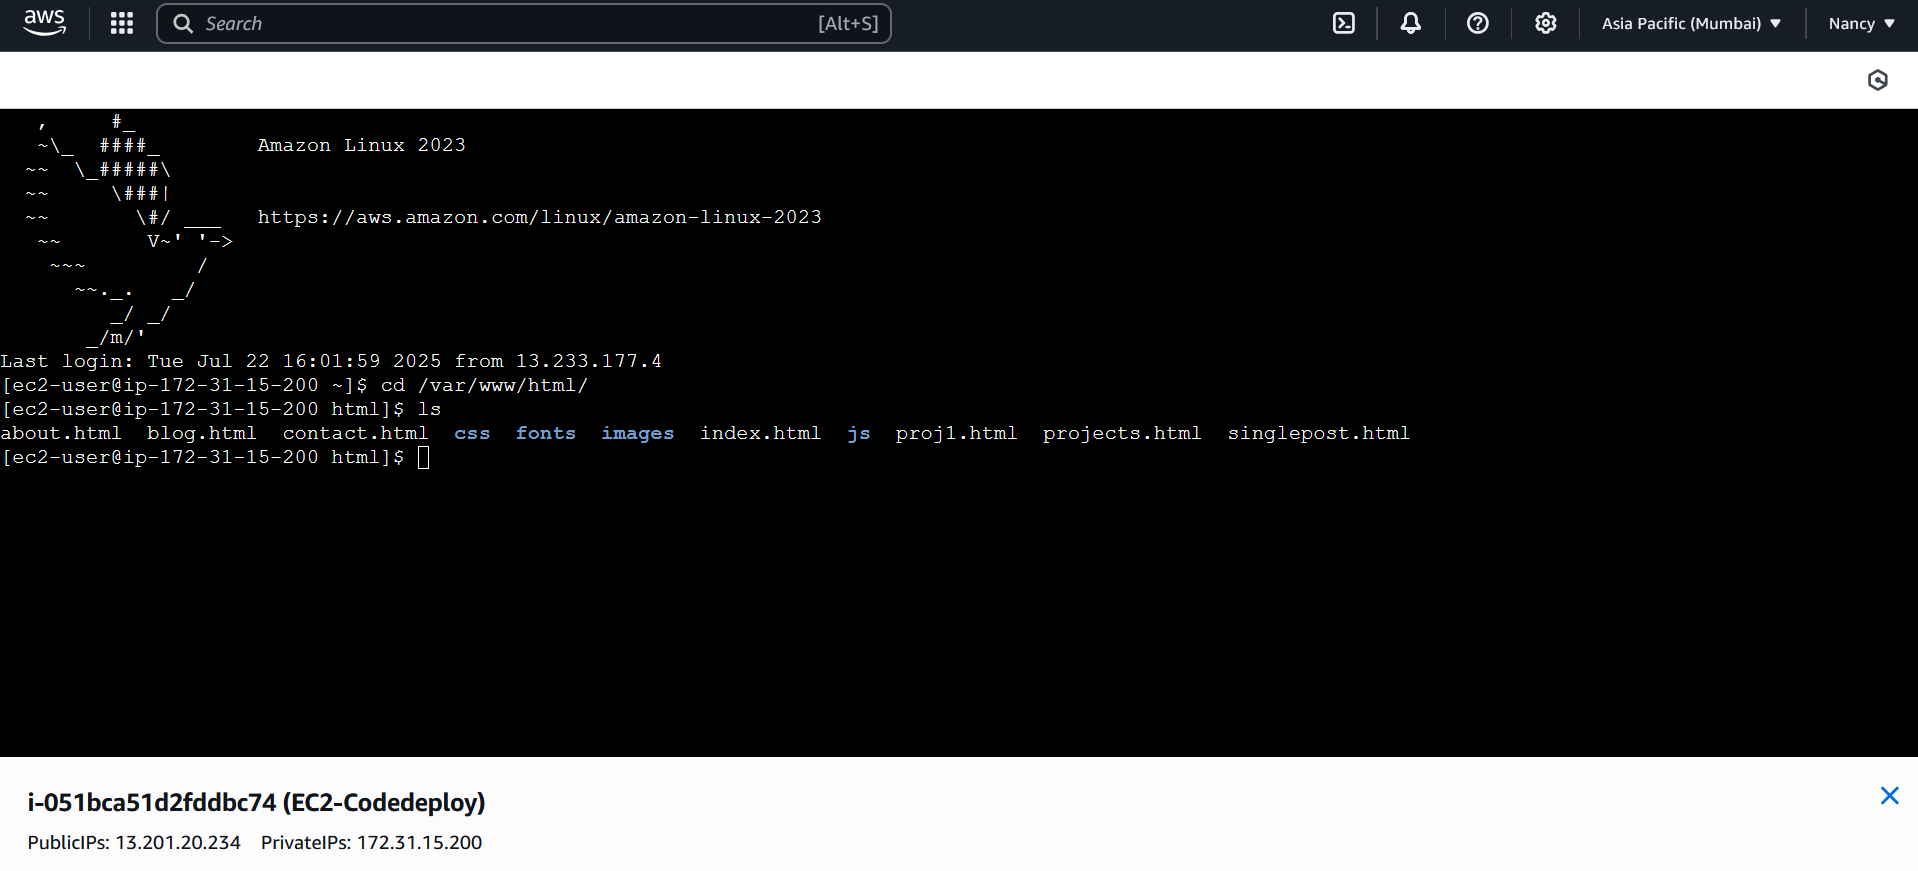 aws
Search [Alt+S] Asia Pacific (Mumbai) Nancy
   ,     #_
   ~\_  ####_        Amazon Linux 2023
  ~~  \_#####\
  ~~     \###|
  ~~       \#/ ___   https://aws.amazon.com/linux/amazon-linux-2023
   ~~       V~' '->
    ~~~         /
      ~~._.   _/
         _/ _/
       _/m/'
Last login: Tue Jul 22 16:01:59 2025 from 13.233.177.4
[ec2-user@ip-172-31-15-200 ~]$ cd /var/www/html/
[ec2-user@ip-172-31-15-200 html]$ ls
about.html  blog.html  contact.html  css  fonts  images  index.html  js  proj1.html  projects.html  singlepost.html
[ec2-user@ip-172-31-15-200 html]$
i-051bca51d2fddbc74 (EC2-Codedeploy)
PublicIPs: 13.201.20.234 PrivateIPs: 172.31.15.200